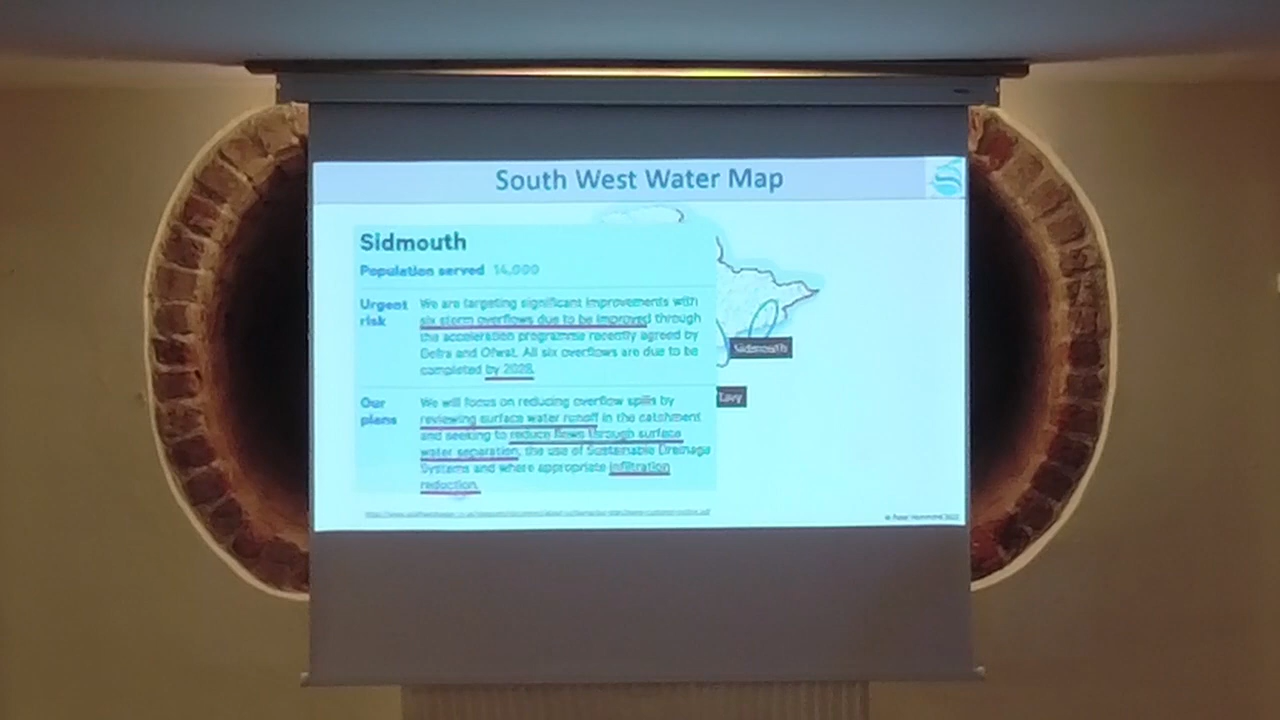 South West Water Map
Sidmouth
Population served 14,000
Urgent risk
We are targeting significant improvements with
six storm overflows due to be improved through
the acceleration programme recently agreed by
Defra and Ofwat. All six overflows are due to be
completed by 2028.
Our plans
We will focus on reducing overflow spills by
reviewing surface water runoff in the catchment
and seeking to reduce flows through surface
water separation, the use of Sustainable Drainage
Systems and where appropriate infiltration
reduction.
Sidmouth
Tavy
© Peter Hammond